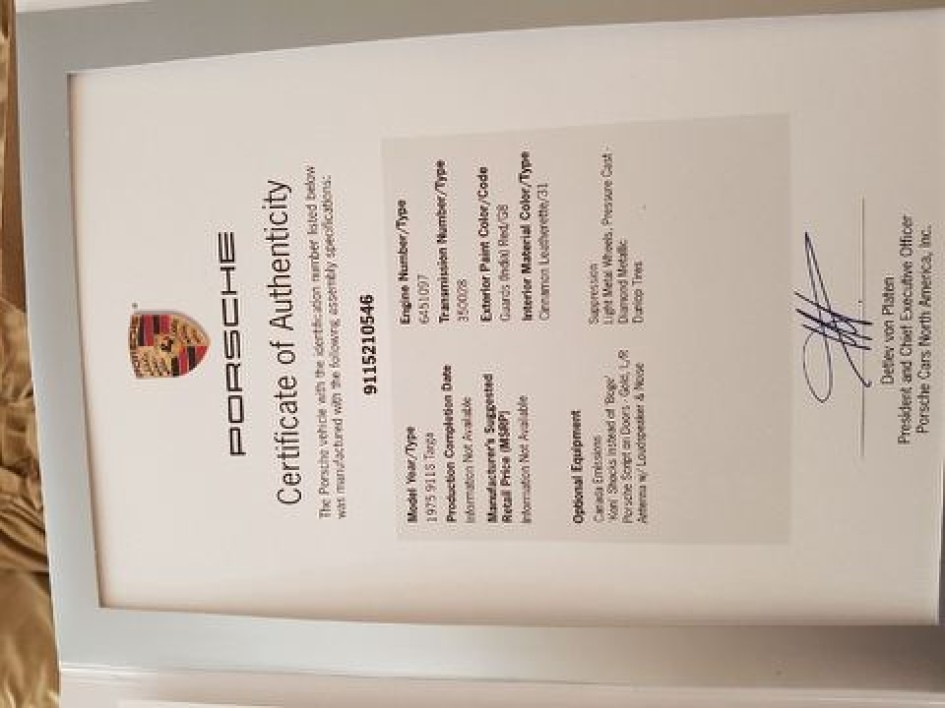 PORSCHE
PORSCHE
Certificate of Authenticity
The Porsche vehicle with the identification number listed below
was manufactured with the following assembly specifications:
9115210546
Model Year/Type
1975 911S Targa
Production Completion Date
Information Not Available
Manufacturer's Suggested
Retail Price (MSRP)
Information Not Available
Engine Number/Type
6451097
Transmission Number/Type
350028
Exterior Paint Color/Code
Guards (India) Red/G8
Interior Material Color/Type
Cinnamon Leatherette/31
Optional Equipment
Canada Emissions
'Koni' Shocks Instead of 'Boge'
Porsche Script on Doors - Gold, L/R
Antenna w/ Loudspeaker & Noise
Suppression
Light Metal Wheels, Pressure Cast -
Diamond Metallic
Dunlop Tires
Detlev von Platen
President and Chief Executive Officer
Porsche Cars North America, Inc.